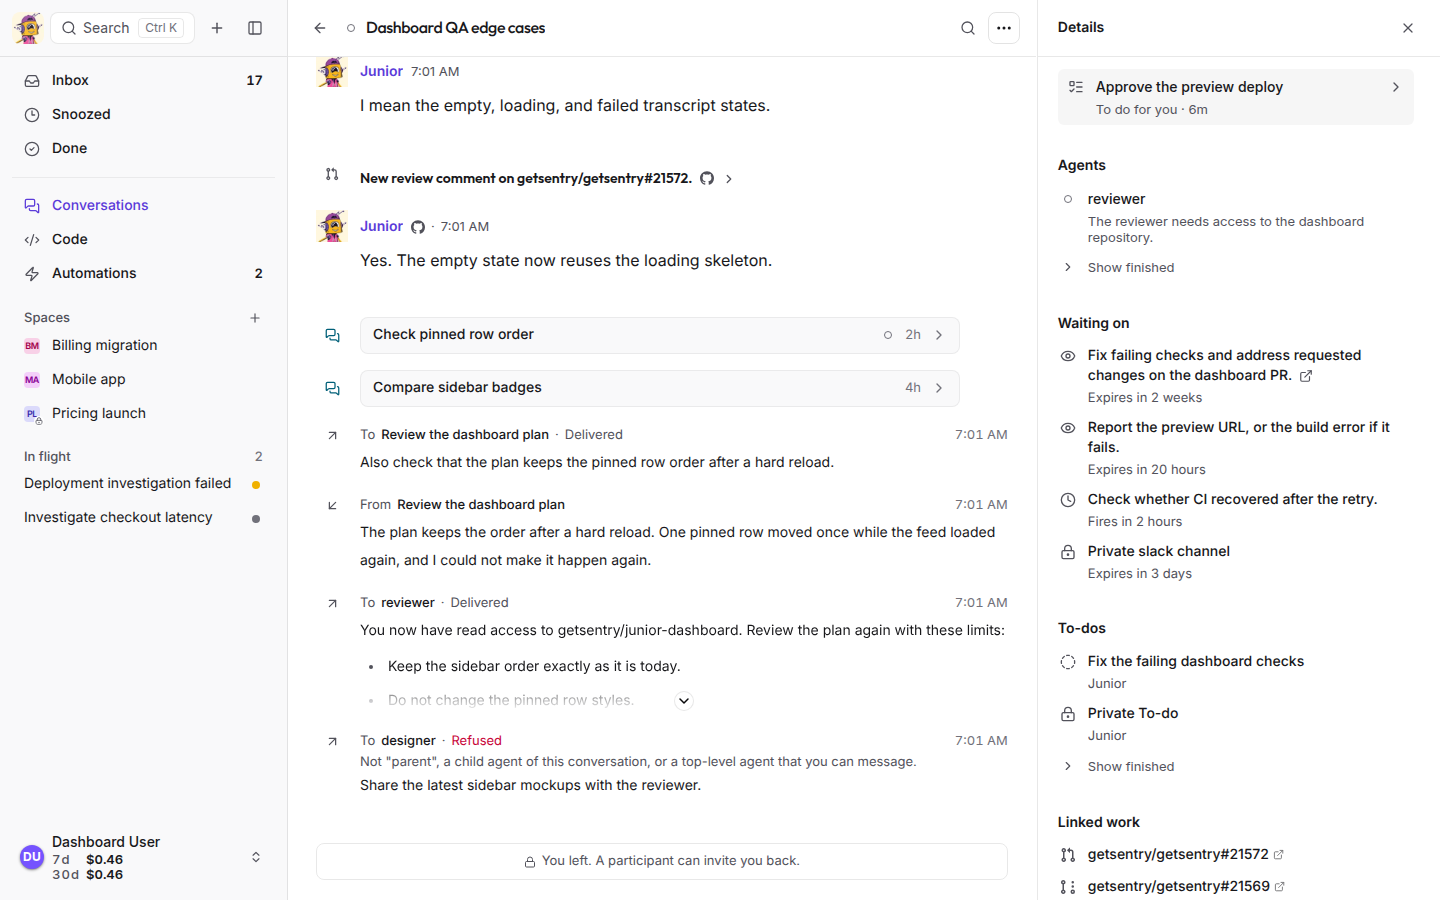 Search Ctrl K
Inbox 17
Snoozed
Done
Conversations
Code
Automations 2
Spaces
BM Billing migration
MA Mobile app
PL Pricing launch
In flight 2
Deployment investigation failed
Investigate checkout latency
DU Dashboard User
7d $0.46
30d $0.46
Dashboard QA edge cases
Junior 7:01 AM
I mean the empty, loading, and failed transcript states.
New review comment on getsentry/getsentry#21572.
Junior · 7:01 AM
Yes. The empty state now reuses the loading skeleton.
Check pinned row order 2h
Compare sidebar badges 4h
To Review the dashboard plan · Delivered 7:01 AM
Also check that the plan keeps the pinned row order after a hard reload.
From Review the dashboard plan 7:01 AM
The plan keeps the order after a hard reload. One pinned row moved once while the feed loaded
again, and I could not make it happen again.
To reviewer · Delivered 7:01 AM
You now have read access to getsentry/junior-dashboard. Review the plan again with these limits:
• Keep the sidebar order exactly as it is today.
• Do not change the pinned row styles.
To designer · Refused 7:01 AM
Not "parent", a child agent of this conversation, or a top-level agent that you can message.
Share the latest sidebar mockups with the reviewer.
You left. A participant can invite you back.
Details
Approve the preview deploy
To do for you · 6m
Agents
reviewer
The reviewer needs access to the dashboard
repository.
Show finished
Waiting on
Fix failing checks and address requested
changes on the dashboard PR.
Expires in 2 weeks
Report the preview URL, or the build error if it
fails.
Expires in 20 hours
Check whether CI recovered after the retry.
Fires in 2 hours
Private slack channel
Expires in 3 days
To-dos
Fix the failing dashboard checks
Junior
Private To-do
Junior
Show finished
Linked work
getsentry/getsentry#21572
getsentry/getsentry#21569